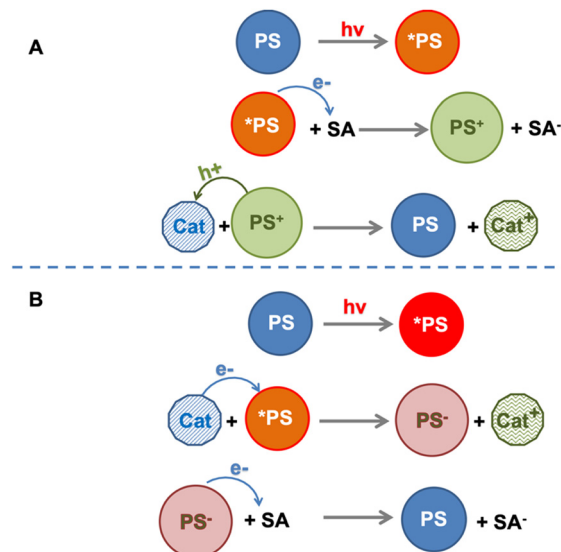 A
PS hv *PS
e-
*PS + SA PS⁺ + SA⁻
h+
Cat + PS⁺ PS + Cat⁺
B
PS hv *PS
e-
Cat + *PS PS⁻ + Cat⁺
e-
PS⁻ + SA PS + SA⁻